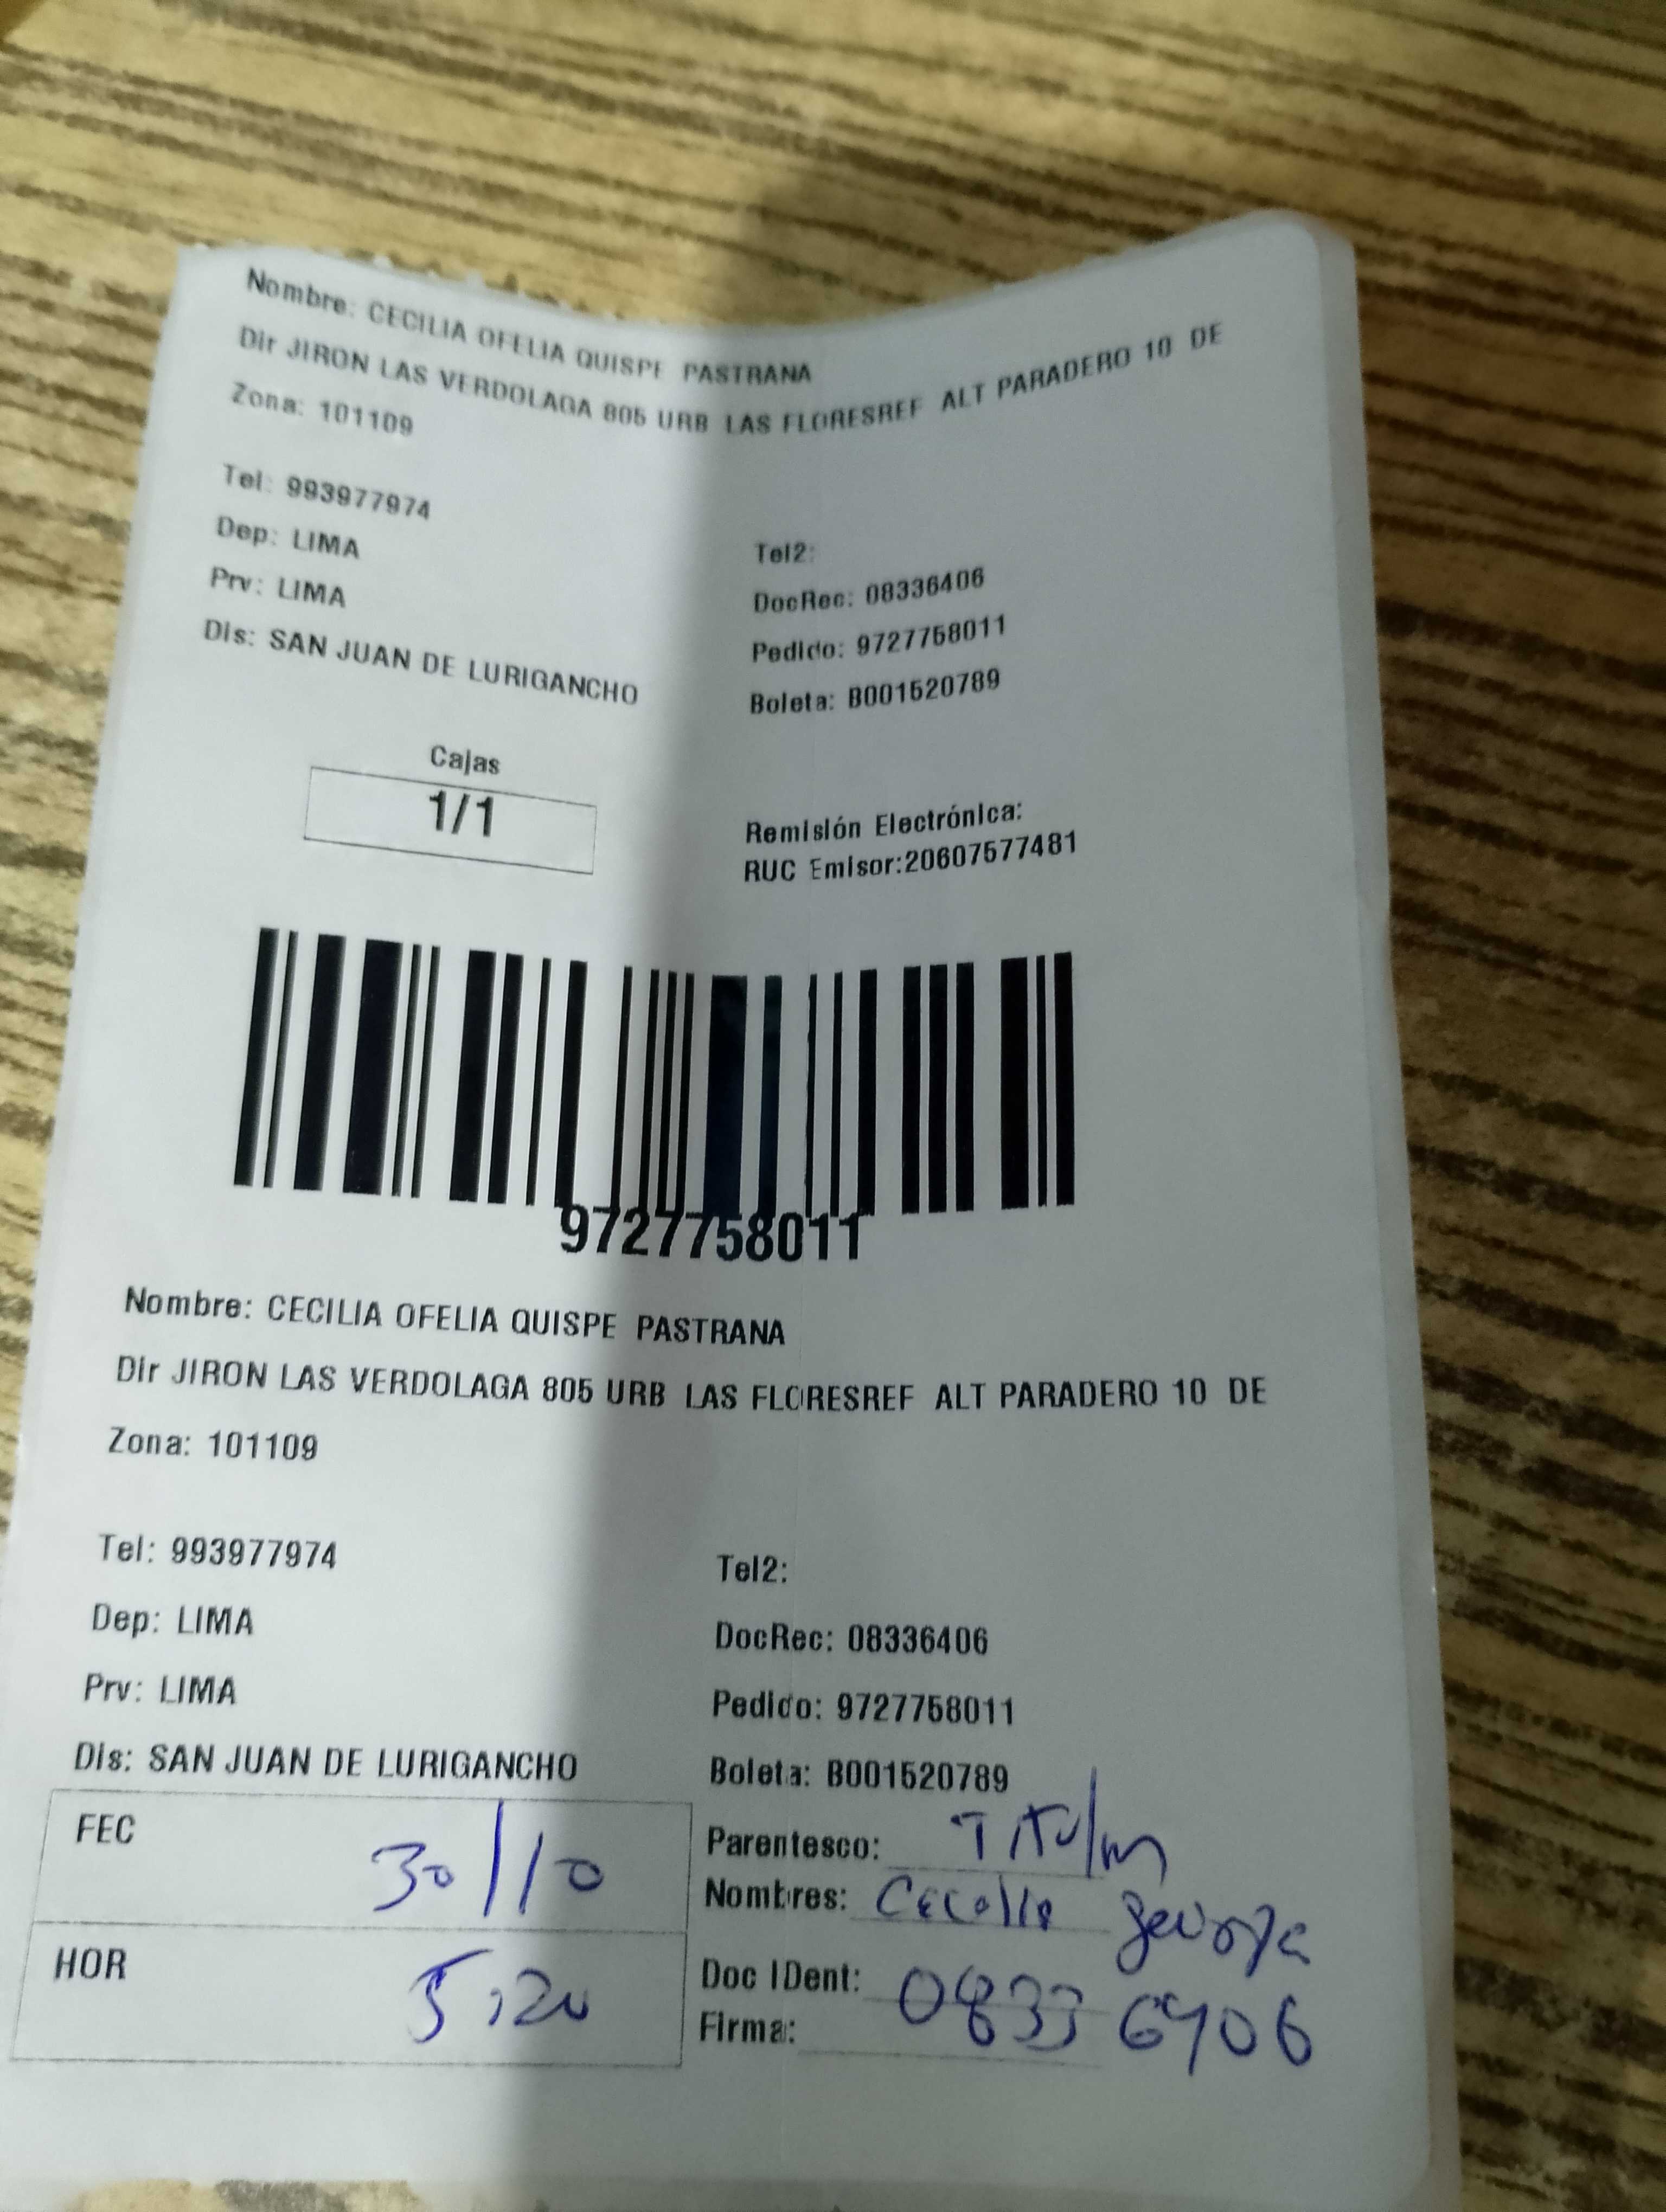 Nombre: CECILIA OFELIA QUISPE PASTRANA
Dir JIRON LAS VERDOLAGA 805 URB LAS FLORESREF ALT PARADERO 10 DE
Zona: 101109
Tel: 993977974
Tel2:
Dep: LIMA
DocRec: 08336406
Prv: LIMA
Pedido: 9727758011
Dis: SAN JUAN DE LURIGANCHO
Boleta: B001520789
Cajas
1/1
Remisión Electrónica:
RUC Emisor:20607577481
9727758011
Nombre: CECILIA OFELIA QUISPE PASTRANA
Dir JIRON LAS VERDOLAGA 805 URB LAS FLORESREF ALT PARADERO 10 DE
Zona: 101109
Tel: 993977974
Tel2:
Dep: LIMA
DocRec: 08336406
Prv: LIMA
Pedido: 9727758011
Dis: SAN JUAN DE LURIGANCHO
Boleta: B001520789
FEC 30/10
Parentesco: Titular
Nombres:
HOR 5:20
Doc IDent: 08336406
Firma: